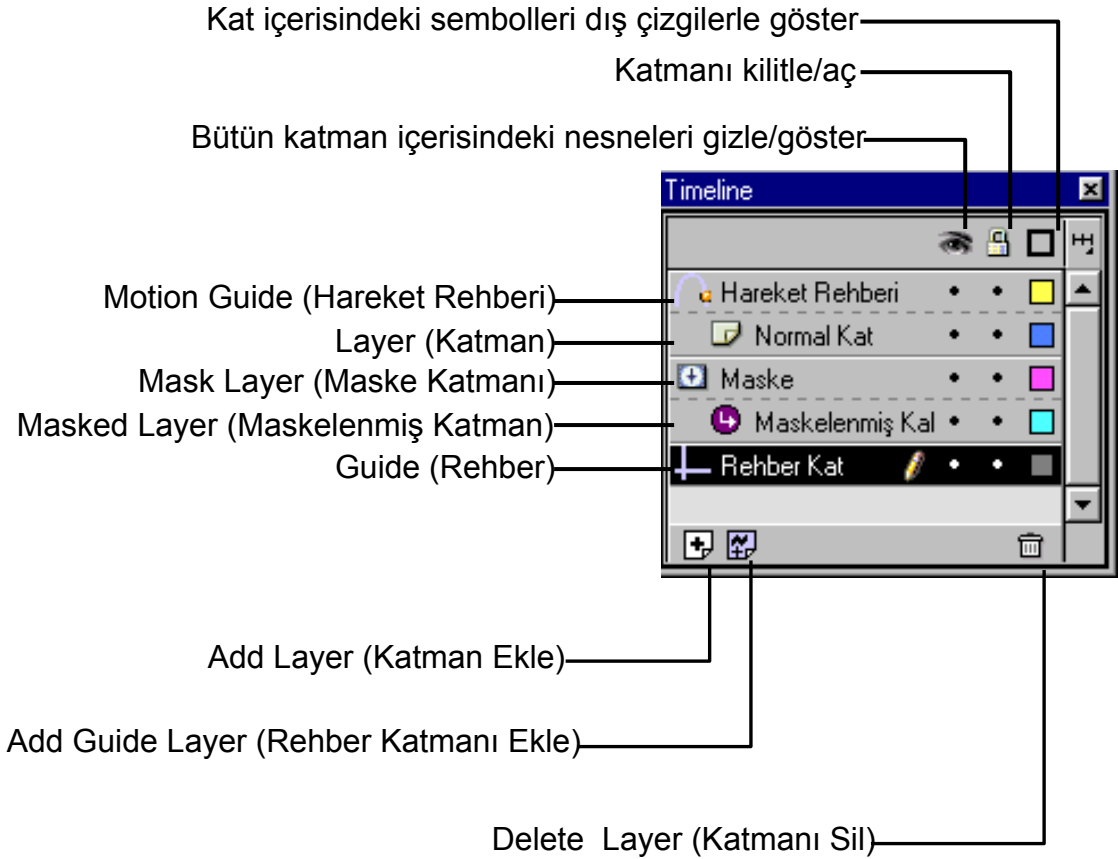 Kat içerisindeki sembolleri dış çizgilerle göster
Katmanı kilitle/aç
Bütün katman içerisindeki nesneleri gizle/göster
Timeline
Motion Guide (Hareket Rehberi)
Hareket Rehberi
Layer (Katman)
Normal Kat
Mask Layer (Maske Katmanı)
Maske
Masked Layer (Maskelenmiş Katman)
Maskelenmiş Kal
Guide (Rehber)
Rehber Kat
Add Layer (Katman Ekle)
Add Guide Layer (Rehber Katmanı Ekle)
Delete Layer (Katmanı Sil)